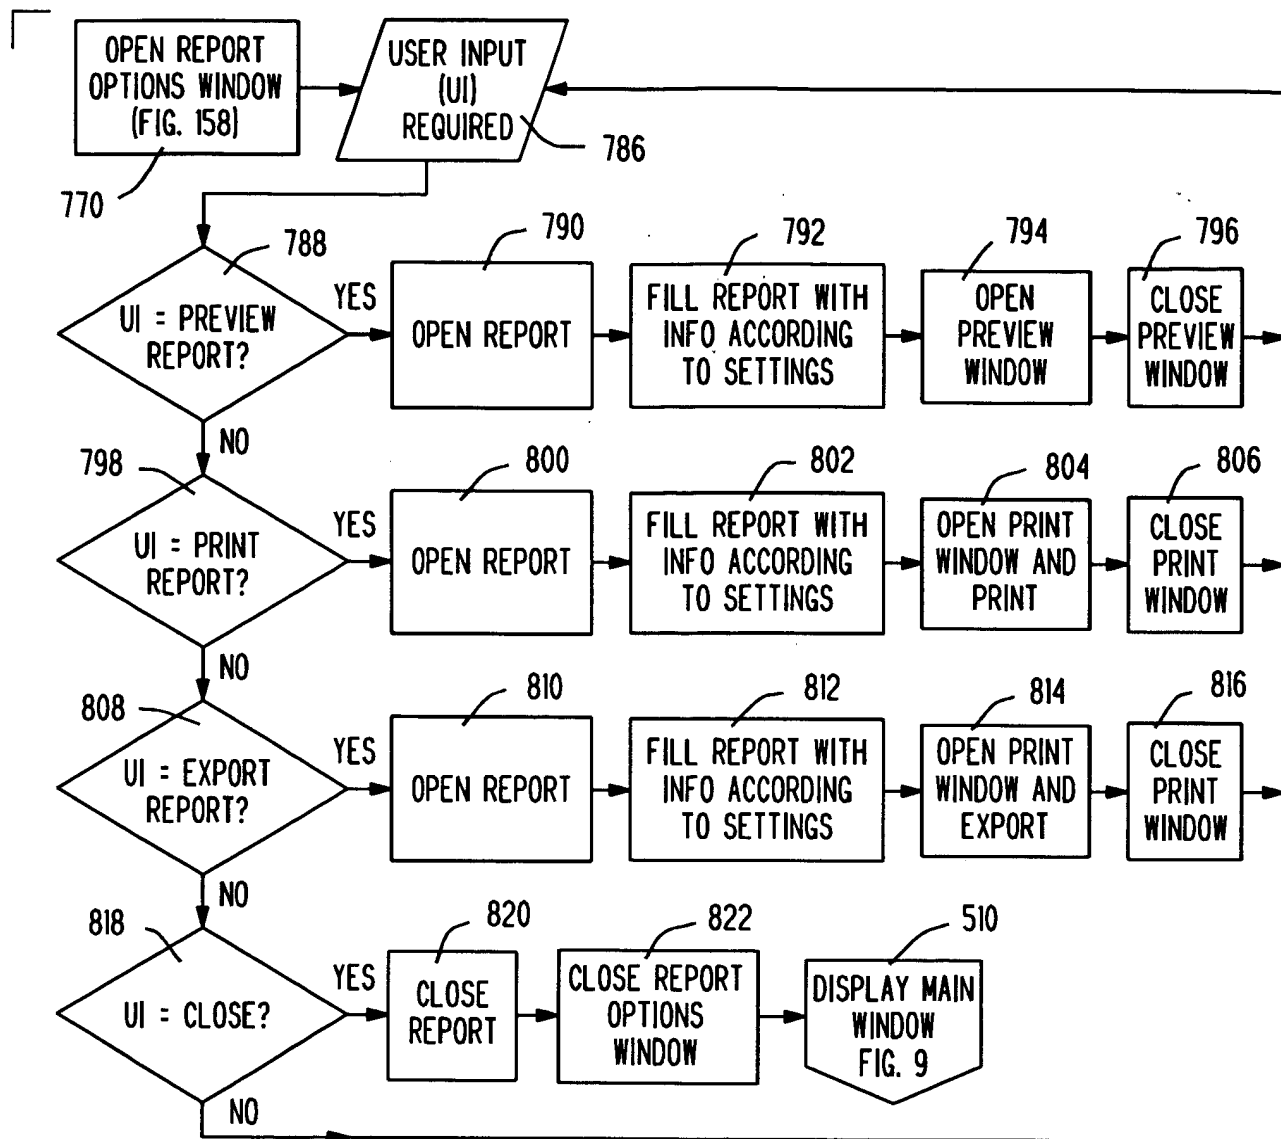 OPEN REPORT
OPTIONS WINDOW
(FIG. 158)
770
USER INPUT
(UI)
REQUIRED
786
788
UI = PREVIEW
REPORT?
YES
NO
790
OPEN REPORT
792
FILL REPORT WITH
INFO ACCORDING
TO SETTINGS
794
OPEN
PREVIEW
WINDOW
796
CLOSE
PREVIEW
WINDOW
798
UI = PRINT
REPORT?
YES
NO
800
OPEN REPORT
802
FILL REPORT WITH
INFO ACCORDING
TO SETTINGS
804
OPEN PRINT
WINDOW AND
PRINT
806
CLOSE
PRINT
WINDOW
808
UI = EXPORT
REPORT?
YES
NO
810
OPEN REPORT
812
FILL REPORT WITH
INFO ACCORDING
TO SETTINGS
814
OPEN PRINT
WINDOW AND
EXPORT
816
CLOSE
PRINT
WINDOW
818
UI = CLOSE?
YES
NO
820
CLOSE
REPORT
822
CLOSE REPORT
OPTIONS
WINDOW
510
DISPLAY MAIN
WINDOW
FIG. 9